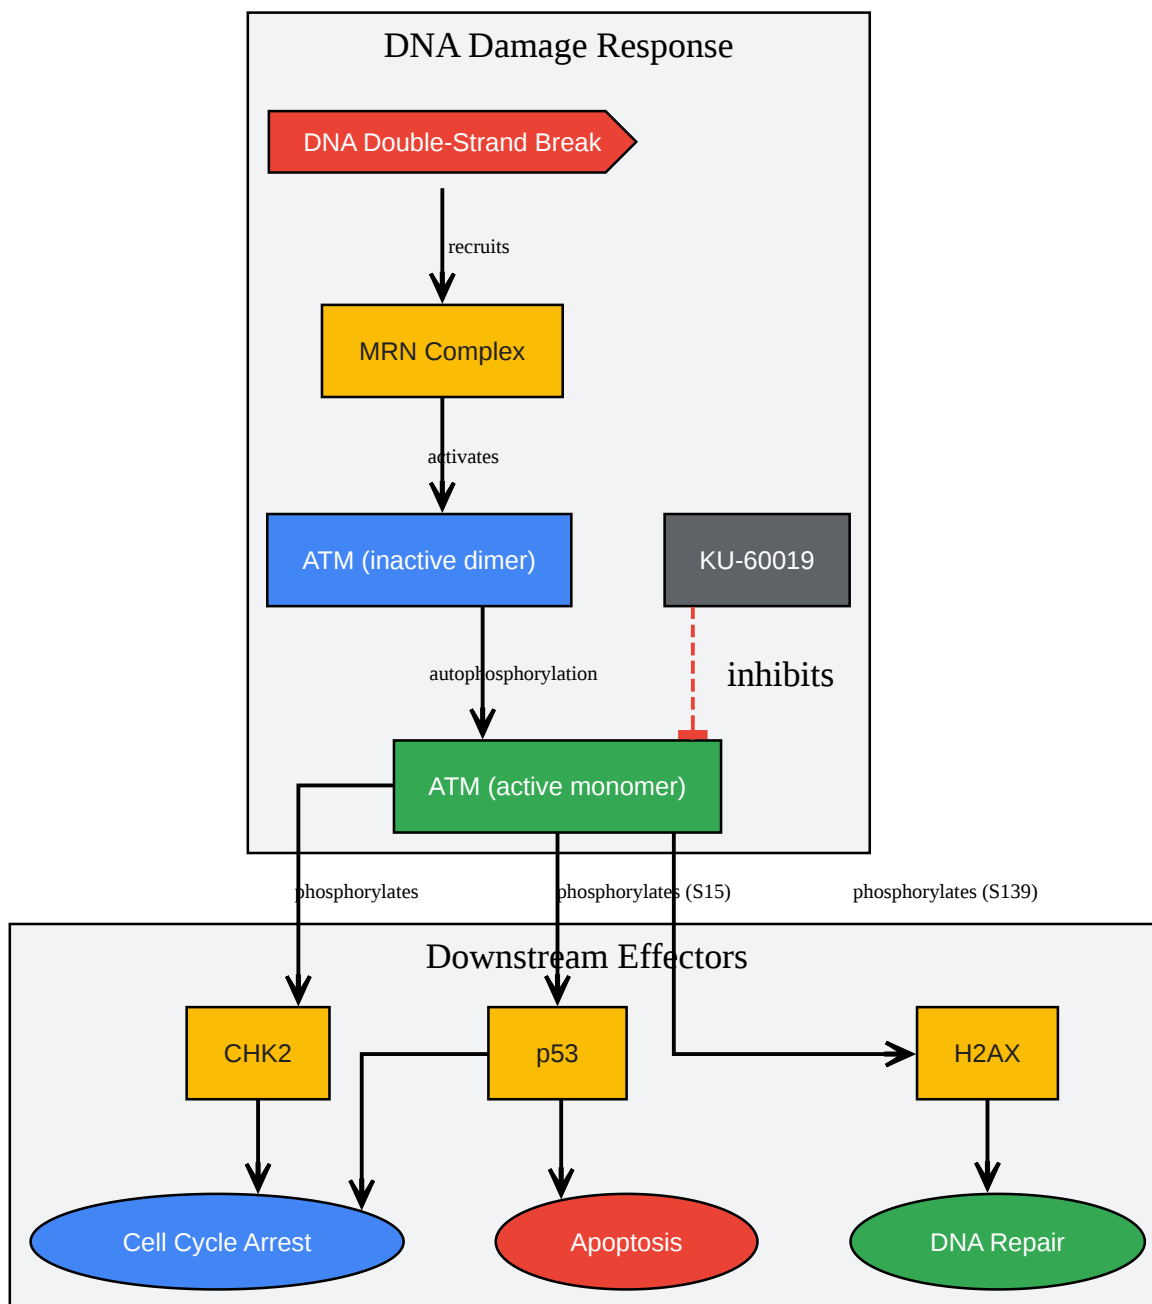 DNA Damage Response
DNA Double-Strand Break
recruits
MRN Complex
activates
ATM (inactive dimer)
KU-60019
autophosphorylation
inhibits
ATM (active monomer)
phosphorylates
phosphorylates (S15)
phosphorylates (S139)
Downstream Effectors
CHK2
p53
H2AX
Cell Cycle Arrest
Apoptosis
DNA Repair